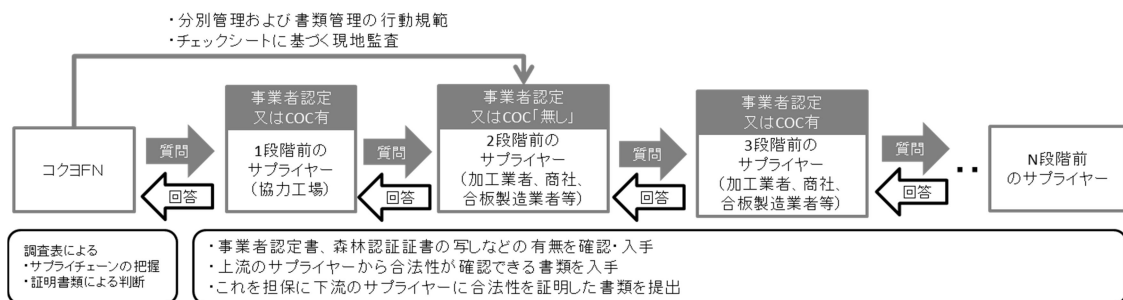 ・分別管理および書類管理の行動規範
・チェックシートに基づく現地監査
コクヨFN
質問
回答
事業者認定
又はCOC有
1段階前の
サプライヤー
（協力工場）
質問
回答
事業者認定
又はCOC「無し」
2段階前の
サプライヤー
（加工業者、商社、
合板製造業者等）
質問
回答
事業者認定
又はCOC有
3段階前の
サプライヤー
（加工業者、商社、
合板製造業者等）
質問
回答
・・
N段階前
のサプライヤー
調査表による
・サプライチェーンの把握
・証明書類による判断
・事業者認定書、森林認証証書の写しなどの有無を確認・入手
・上流のサプライヤーから合法性が確認できる書類を入手
・これを担保に下流のサプライヤーに合法性を証明した書類を提出